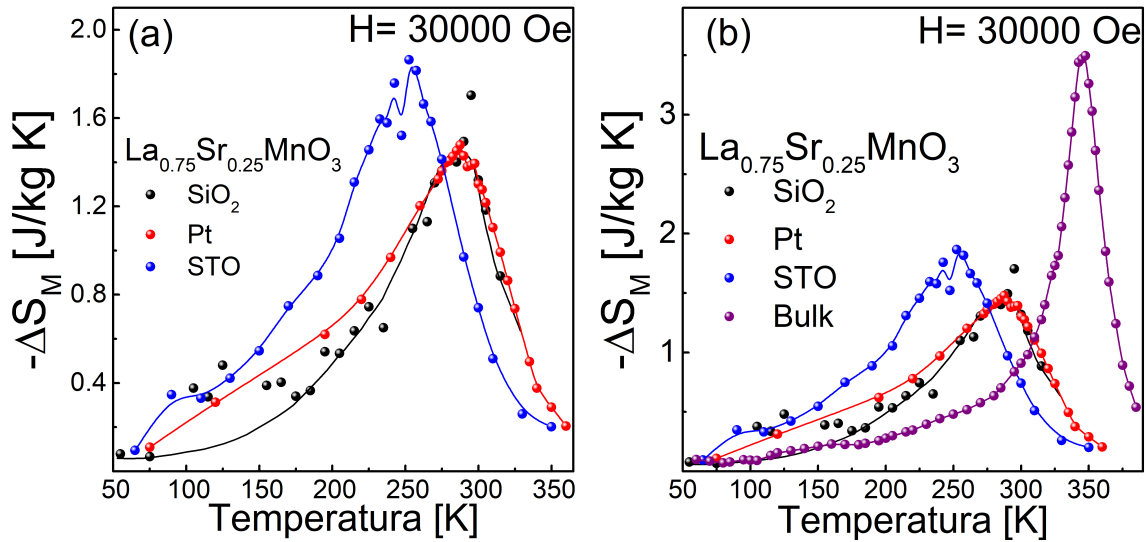 (a) H= 30000 Oe
2.0
1.6
1.2
0.8
0.4
-ΔS_M [J/kg K]
La₀.₇₅Sr₀.₂₅MnO₃
SiO₂
Pt
STO
50 100 150 200 250 300 350
Temperatura [K]
(b) H= 30000 Oe
3
2
1
-ΔS_M [J/kg K]
La₀.₇₅Sr₀.₂₅MnO₃
SiO₂
Pt
STO
Bulk
50 100 150 200 250 300 350
Temperatura [K]